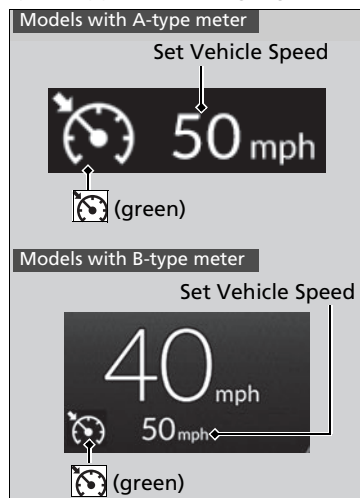 Models with A-type meter
Set Vehicle Speed
50 mph
(green)
Models with B-type meter
Set Vehicle Speed
40 mph
50 mph
(green)